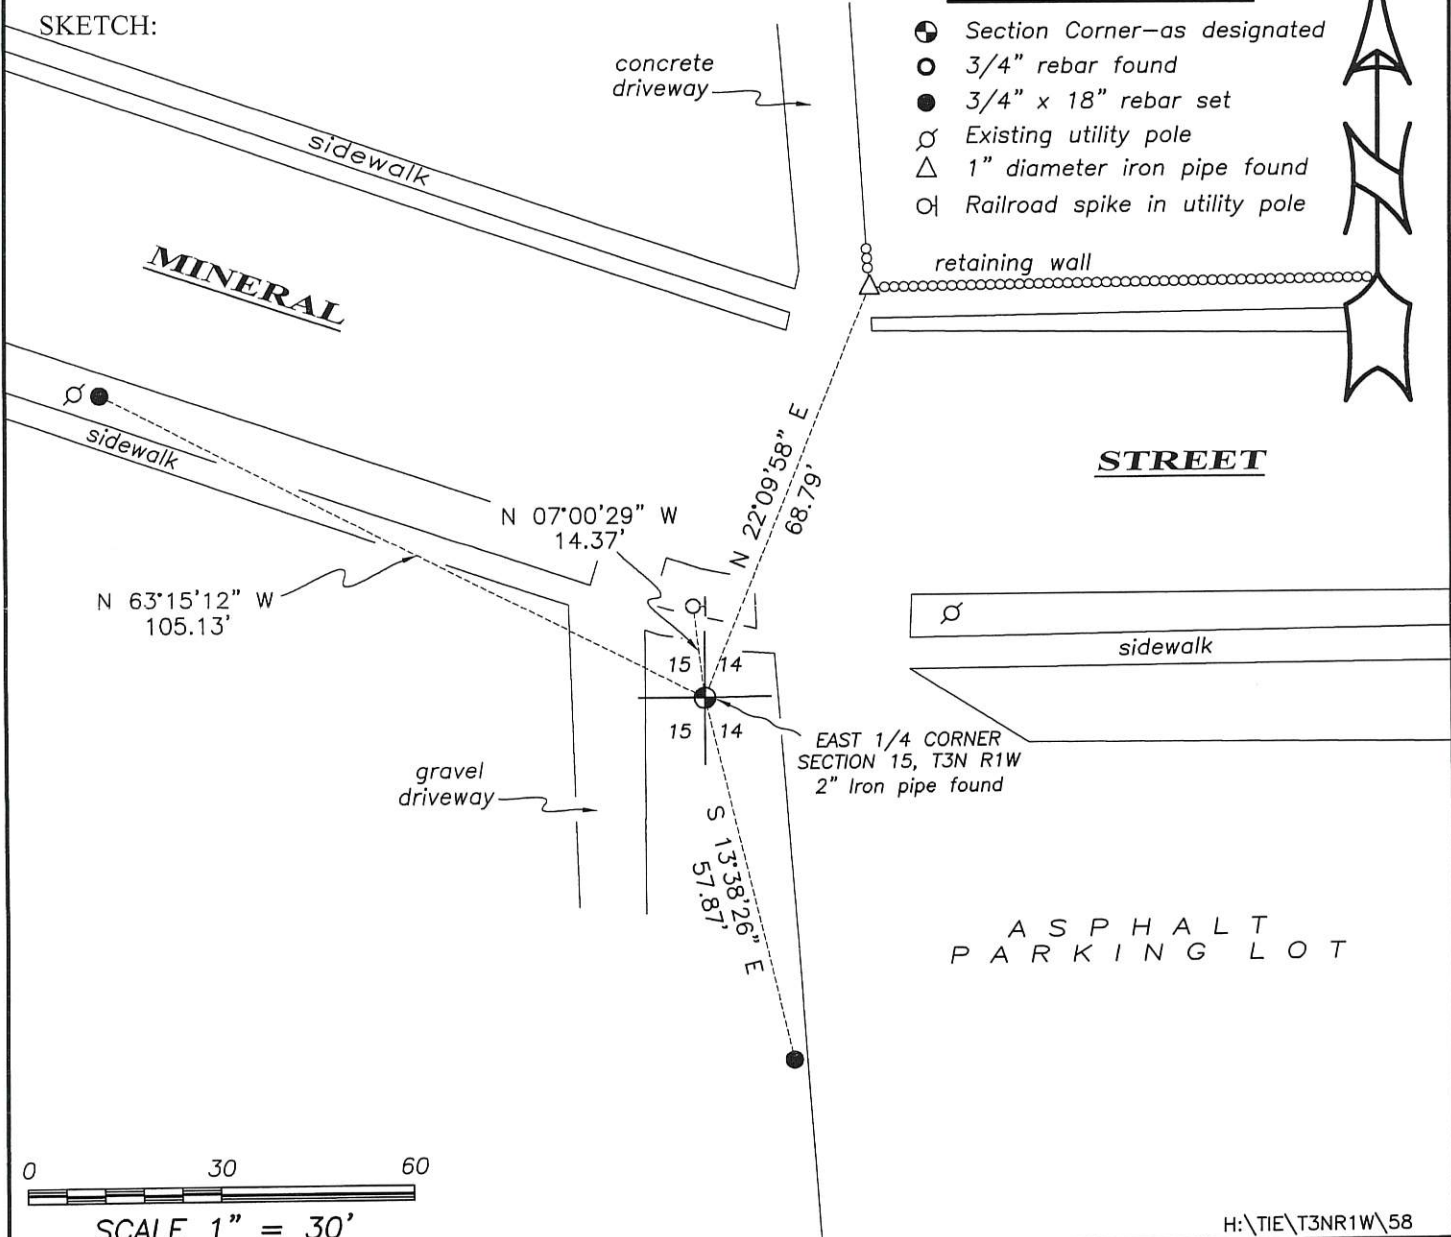 SKETCH:
Section Corner-as designated
3/4" rebar found
3/4" x 18" rebar set
Existing utility pole
1" diameter iron pipe found
Railroad spike in utility pole
concrete
driveway
sidewalk
retaining wall
MINERAL
STREET
sidewalk
N 22°09'58" E
68.79'
N 07°00'29" W
14.37'
N 63°15'12" W
105.13'
sidewalk
15 14
15 14
EAST 1/4 CORNER
SECTION 15, T3N R1W
2" Iron pipe found
gravel
driveway
S 13°38'26" E
57.87'
ASPHALT
PARKING LOT
0 30 60
SCALE 1" = 30'
H:\TIE\T3NR1W\58